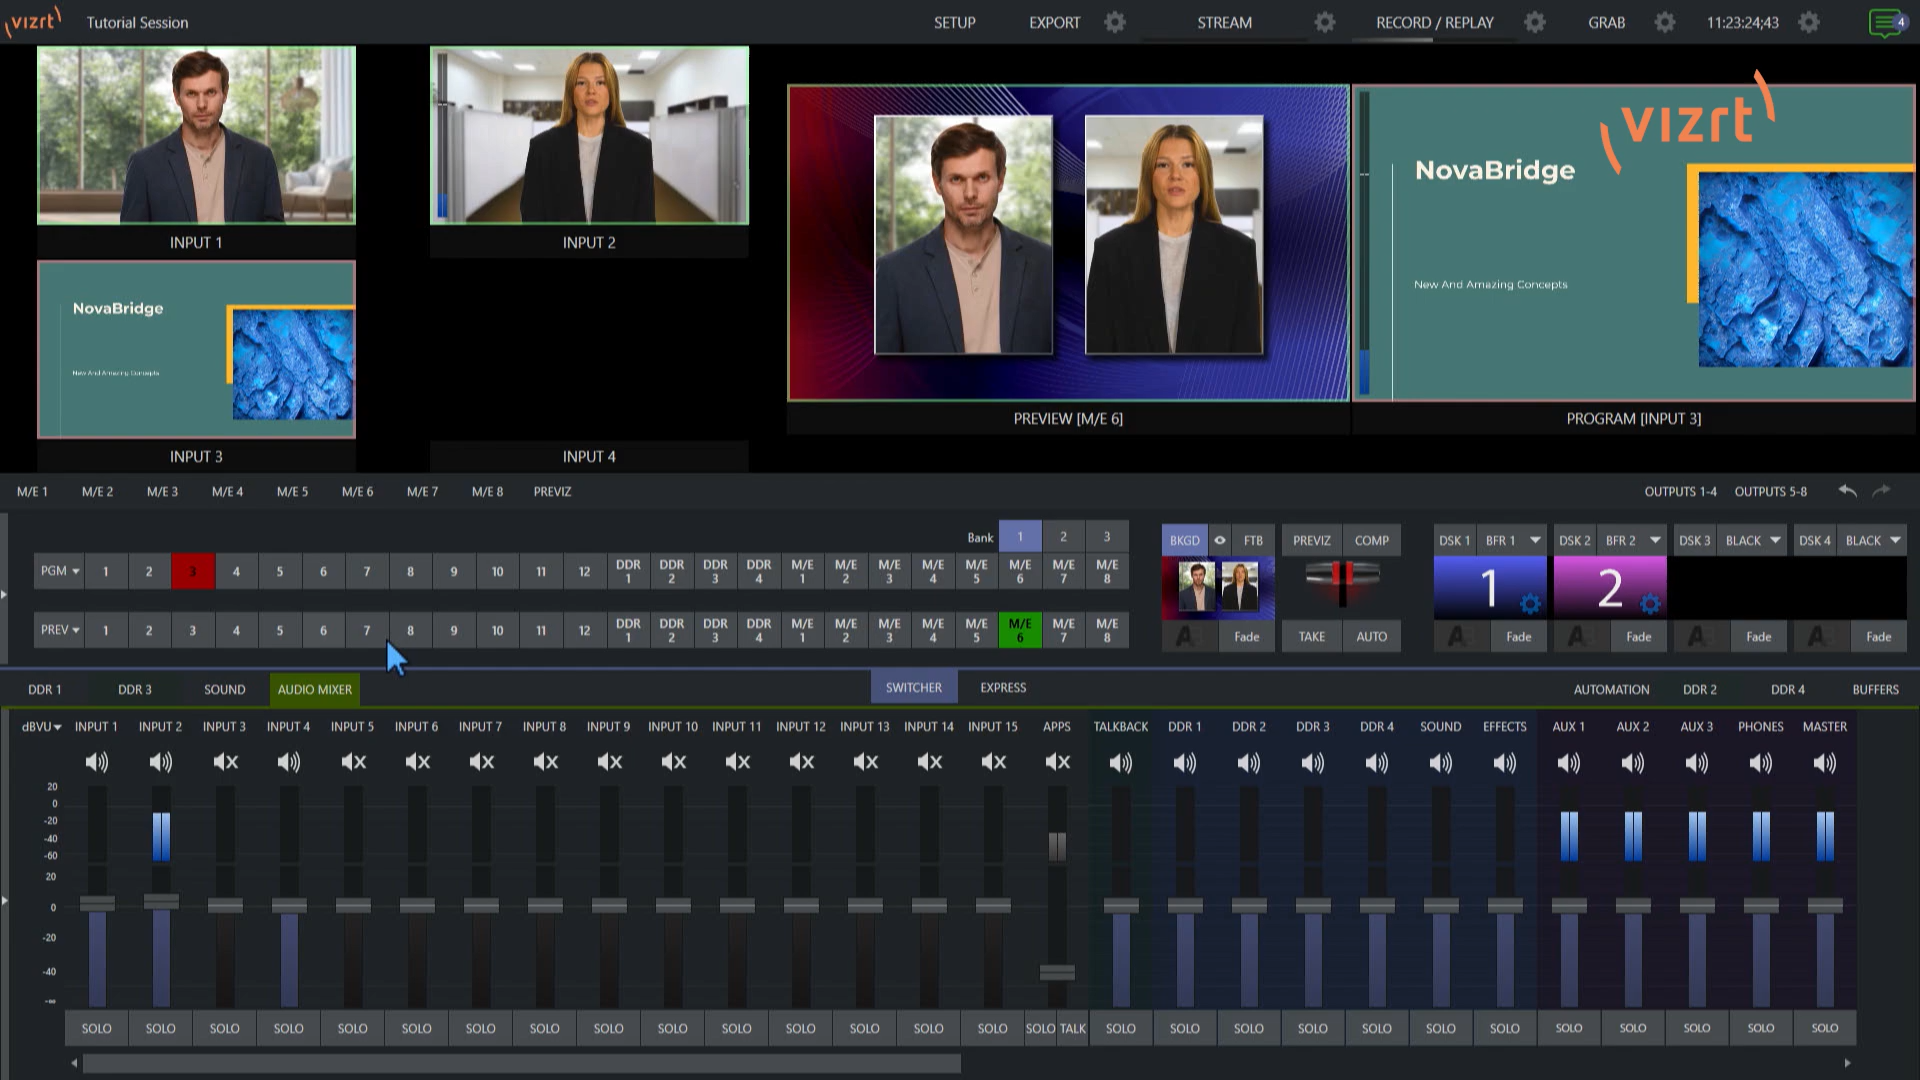 vizrt
Tutorial Session
SETUP
EXPORT
STREAM
RECORD / REPLAY
GRAB
11:23:24;43
4
INPUT 1
INPUT 2
NovaBridge
New And Amazing Concepts
INPUT 3
INPUT 4
PREVIEW [M/E 6]
vizrt
NovaBridge
New And Amazing Concepts
PROGRAM [INPUT 3]
M/E 1 M/E 2 M/E 3 M/E 4 M/E 5 M/E 6 M/E 7 M/E 8 PREVIZ
OUTPUTS 1-4 OUTPUTS 5-8
Bank 1 2 3
PGM 1 2 3 4 5 6 7 8 9 10 11 12 DDR 1 DDR 2 DDR 3 DDR 4 M/E 1 M/E 2 M/E 3 M/E 4 M/E 5 M/E 6 M/E 7 M/E 8
PREV 1 2 3 4 5 6 7 8 9 10 11 12 DDR 1 DDR 2 DDR 3 DDR 4 M/E 1 M/E 2 M/E 3 M/E 4 M/E 5 M/E 6 M/E 7 M/E 8
BKGD FTB PREVIZ COMP
Fade TAKE AUTO
DSK 1 BFR 1 DSK 2 BFR 2 DSK 3 BLACK DSK 4 BLACK
1 2
Fade Fade Fade Fade
DDR 1 DDR 3 SOUND AUDIO MIXER SWITCHER EXPRESS AUTOMATION DDR 2 DDR 4 BUFFERS
dBVU INPUT 1 INPUT 2 INPUT 3 INPUT 4 INPUT 5 INPUT 6 INPUT 7 INPUT 8 INPUT 9 INPUT 10 INPUT 11 INPUT 12 INPUT 13 INPUT 14 INPUT 15 APPS TALKBACK DDR 1 DDR 2 DDR 3 DDR 4 SOUND EFFECTS AUX 1 AUX 2 AUX 3 PHONES MASTER
20
0
-20
-40
-60
20
0
-20
-40
-∞
SOLO SOLO SOLO SOLO SOLO SOLO SOLO SOLO SOLO SOLO SOLO SOLO SOLO SOLO SOLO SOLO TALK SOLO SOLO SOLO SOLO SOLO SOLO SOLO SOLO SOLO SOLO SOLO SOLO